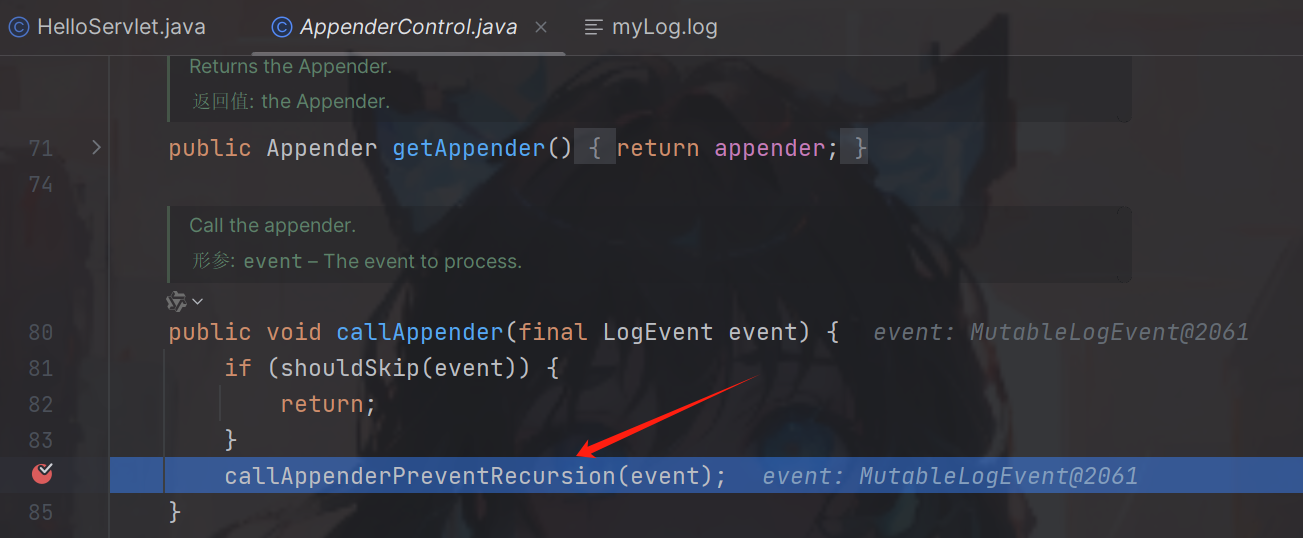 HelloServlet.java AppenderControl.java myLog.log
Returns the Appender.
返回值: the Appender.
71 public Appender getAppender() { return appender; }
74
Call the appender.
形参: event – The event to process.
80 public void callAppender(final LogEvent event) { event: MutableLogEvent@2061
81 if (shouldSkip(event)) {
82 return;
83 }
callAppenderPreventRecursion(event); event: MutableLogEvent@2061
85 }